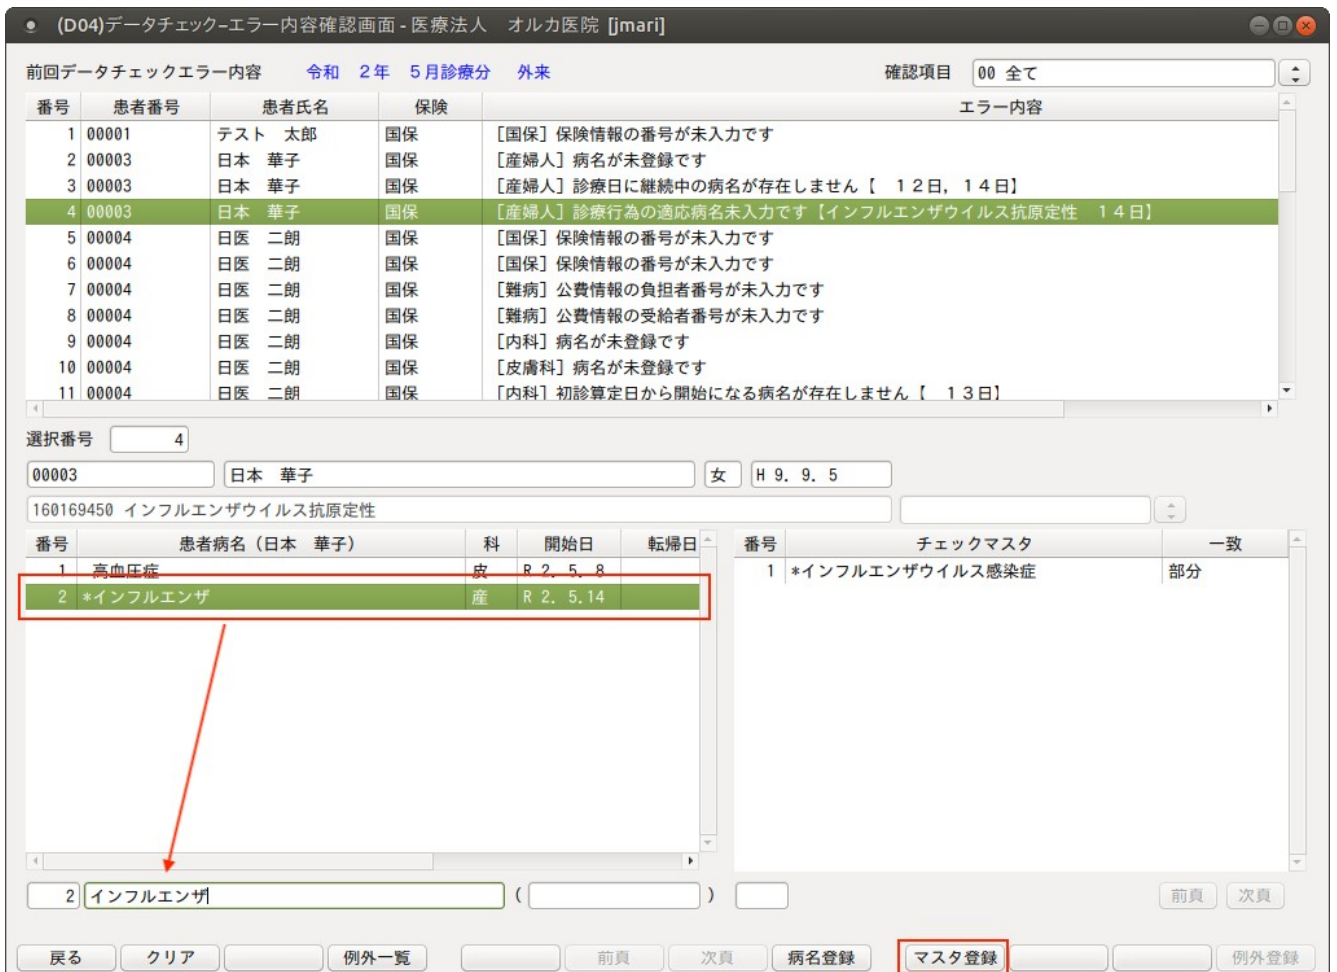 (D04)データチェック−エラー内容確認画面 - 医療法人　オルカ医院 [jmari]
前回データチェックエラー内容　令和　2年　5月診療分　外来　確認項目　00 全て
番号　患者番号　患者氏名　保険　エラー内容
1 00001 テスト　太郎 国保 [国保] 保険情報の番号が未入力です
2 00003 日本　華子 国保 [産婦人] 病名が未登録です
3 00003 日本　華子 国保 [産婦人] 診療日に継続中の病名が存在しません【　１２日，１４日】
4 00003 日本　華子 国保 [産婦人] 診療行為の適応病名未入力です【インフルエンザウイルス抗原定性　１４日】
5 00004 日医　二朗 国保 [国保] 保険情報の番号が未入力です
6 00004 日医　二朗 国保 [国保] 保険情報の番号が未入力です
7 00004 日医　二朗 国保 [難病] 公費情報の負担者番号が未入力です
8 00004 日医　二朗 国保 [難病] 公費情報の受給者番号が未入力です
9 00004 日医　二朗 国保 [内科] 病名が未登録です
10 00004 日医　二朗 国保 [皮膚科] 病名が未登録です
11 00004 日医　二朗 国保 [内科] 初診算定日から開始になる病名が存在しません【　１３日】
選択番号　4
00003　日本　華子　女　H 9. 9. 5
160169450 インフルエンザウイルス抗原定性
番号　患者病名（日本　華子）　科　開始日　転帰日　番号　チェックマスタ　一致
1 高血圧症 皮 R 2. 5. 8　1 *インフルエンザウイルス感染症 部分
2 *インフルエンザ 産 R 2. 5.14
2 インフルエンザ ( )　前頁　次頁
戻る　クリア　例外一覧　前頁　次頁　病名登録　マスタ登録　例外登録